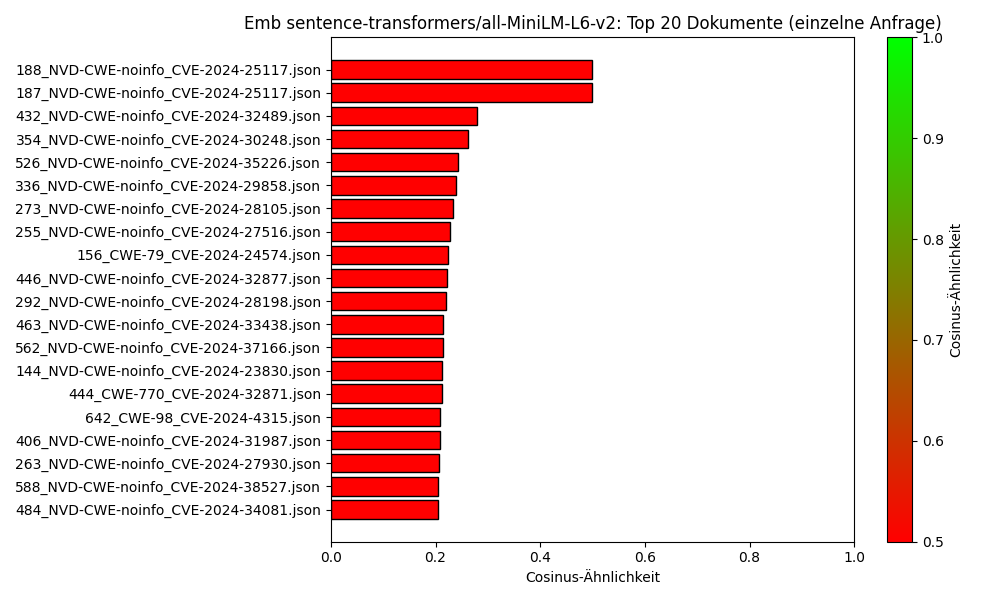 Emb sentence-transformers/all-MiniLM-L6-v2: Top 20 Dokumente (einzelne Anfrage)
188_NVD-CWE-noinfo_CVE-2024-25117.json
187_NVD-CWE-noinfo_CVE-2024-25117.json
432_NVD-CWE-noinfo_CVE-2024-32489.json
354_NVD-CWE-noinfo_CVE-2024-30248.json
526_NVD-CWE-noinfo_CVE-2024-35226.json
336_NVD-CWE-noinfo_CVE-2024-29858.json
273_NVD-CWE-noinfo_CVE-2024-28105.json
255_NVD-CWE-noinfo_CVE-2024-27516.json
156_CWE-79_CVE-2024-24574.json
446_NVD-CWE-noinfo_CVE-2024-32877.json
292_NVD-CWE-noinfo_CVE-2024-28198.json
463_NVD-CWE-noinfo_CVE-2024-33438.json
562_NVD-CWE-noinfo_CVE-2024-37166.json
144_NVD-CWE-noinfo_CVE-2024-23830.json
444_CWE-770_CVE-2024-32871.json
642_CWE-98_CVE-2024-4315.json
406_NVD-CWE-noinfo_CVE-2024-31987.json
263_NVD-CWE-noinfo_CVE-2024-27930.json
588_NVD-CWE-noinfo_CVE-2024-38527.json
484_NVD-CWE-noinfo_CVE-2024-34081.json
0.0 0.2 0.4 0.6 0.8 1.0
Cosinus-Ähnlichkeit
1.0
0.9
0.8
0.7
0.6
0.5
Cosinus-Ähnlichkeit